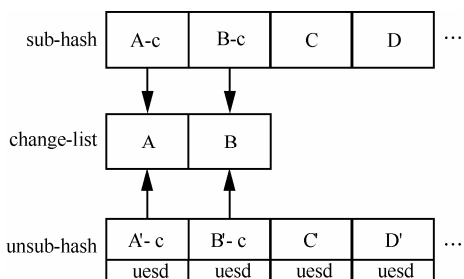 sub-hash A-c B-c C D ...
change-list A B
unsub-hash A'- c B'- c C' D' ...
uesd uesd uesd uesd